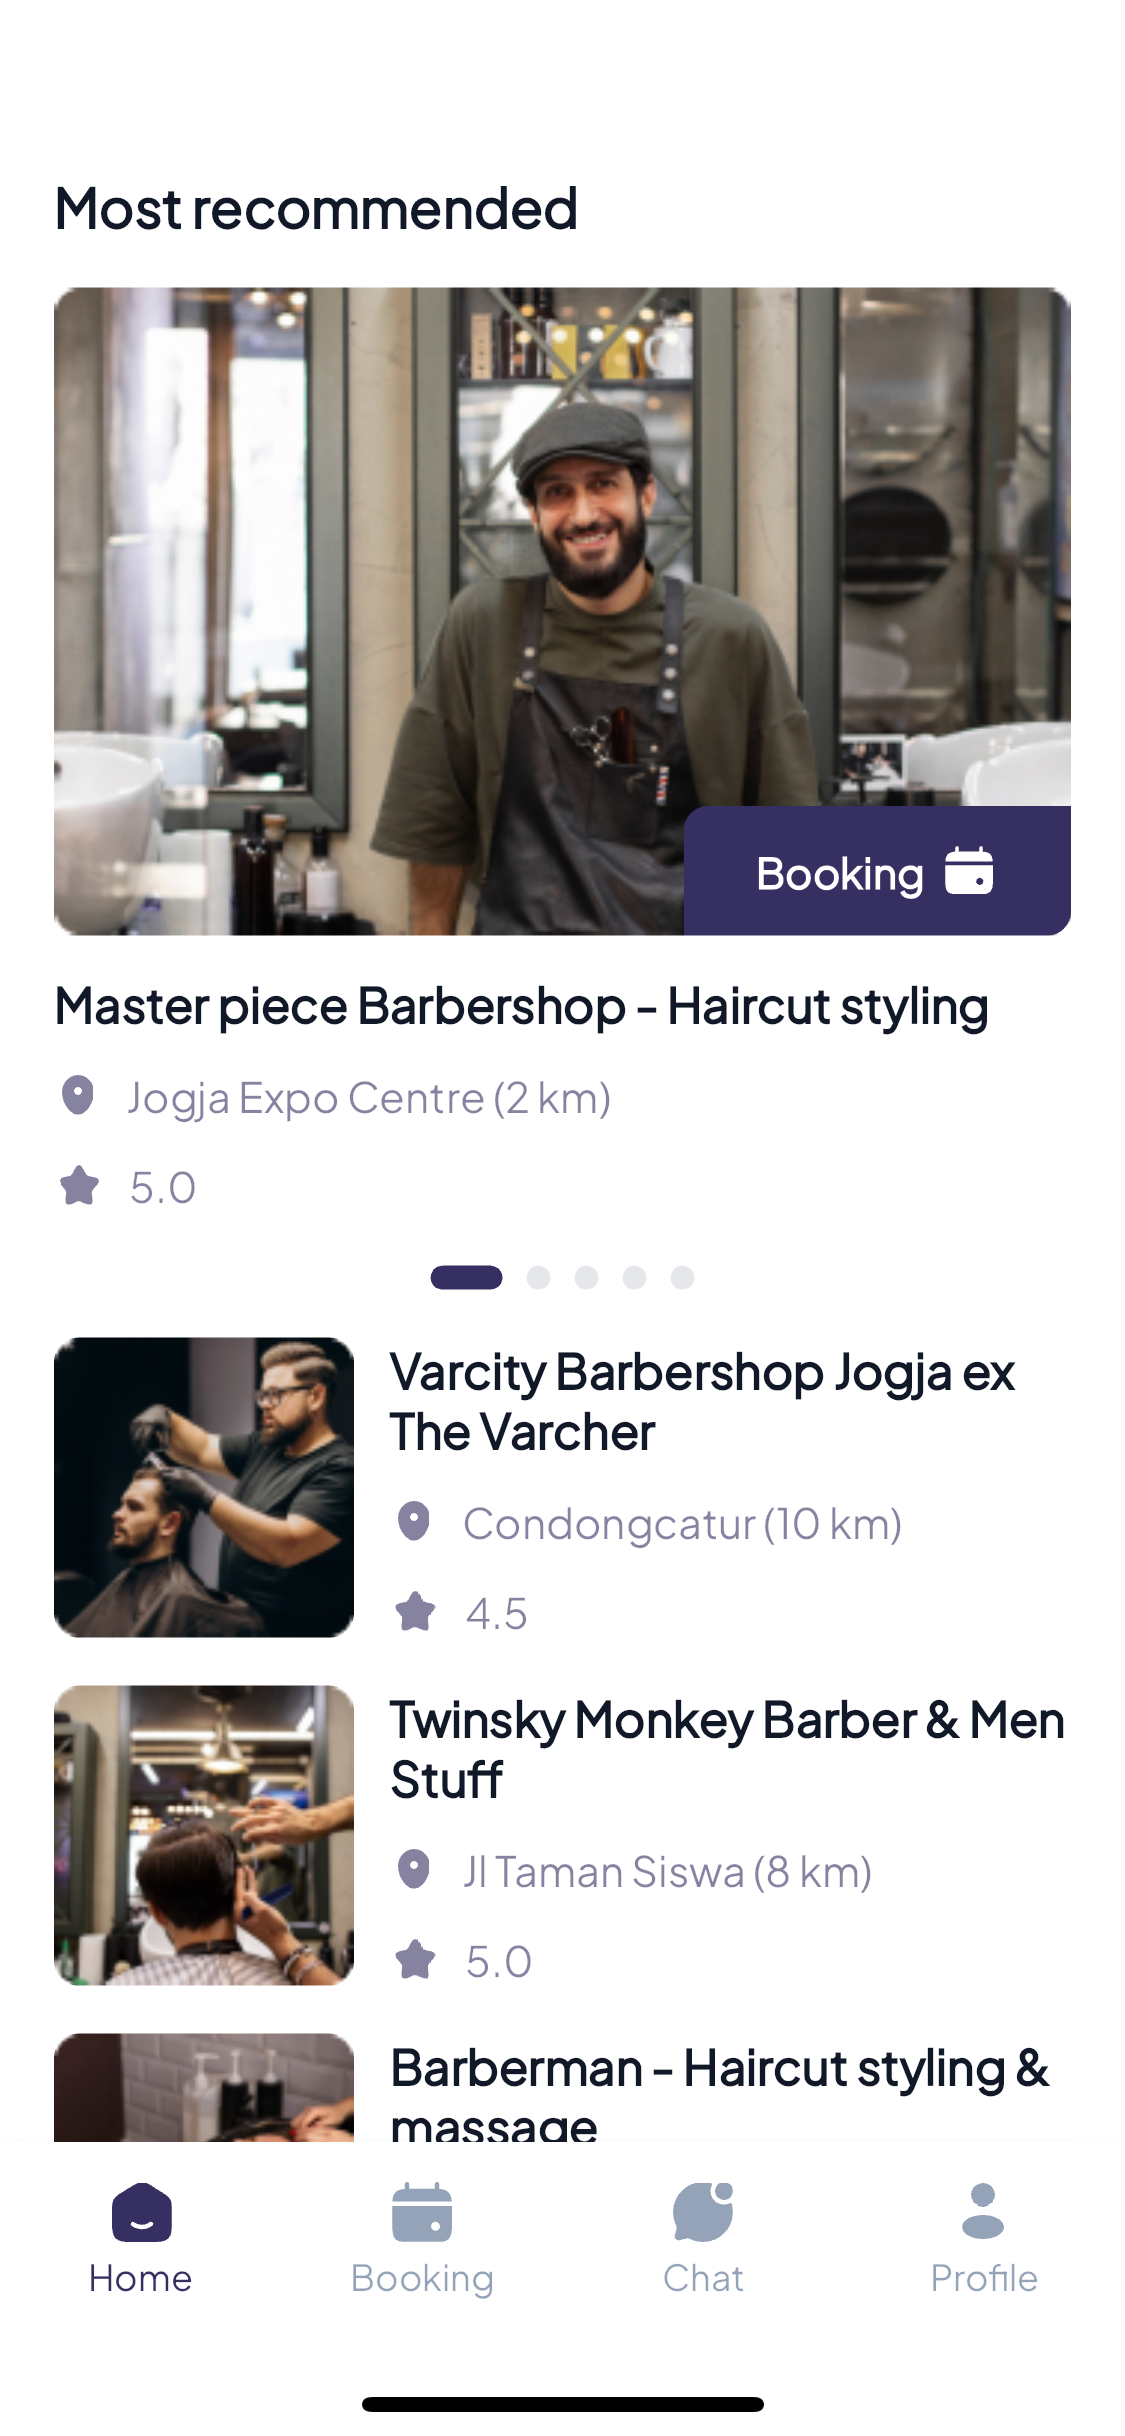 Most recommended
Booking
Master piece Barbershop - Haircut styling
Jogja Expo Centre (2 km)
5.0
Varcity Barbershop Jogja ex
The Varcher
Condongcatur (10 km)
4.5
Twinsky Monkey Barber & Men
Stuff
Jl Taman Siswa (8 km)
5.0
Barberman - Haircut styling &
massage
Home
Booking
Chat
Profile